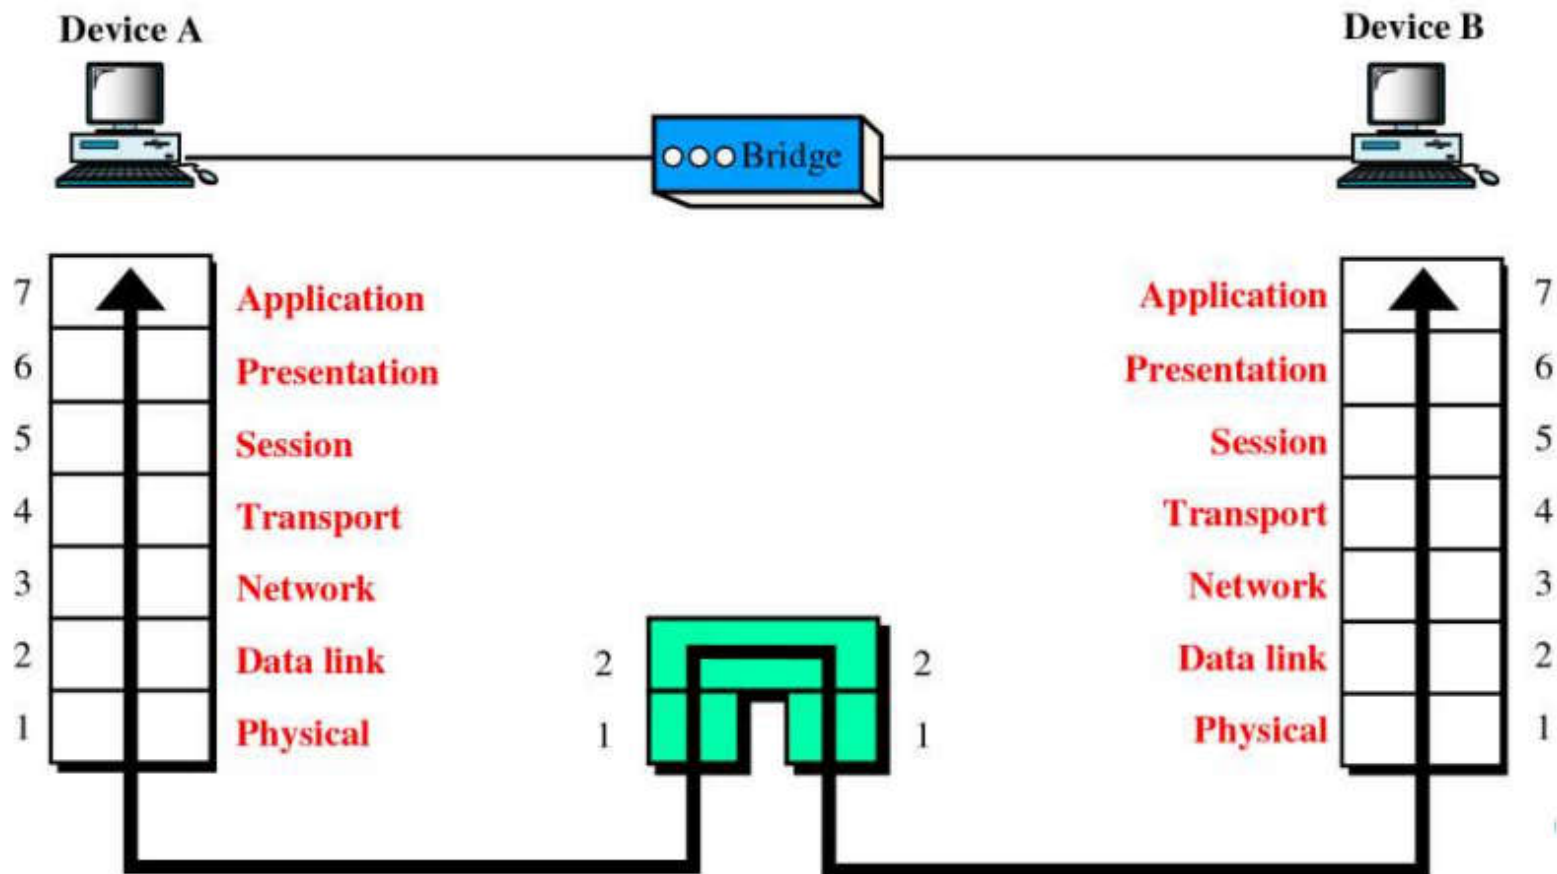 Device A
Device B
Bridge
7 Application
6 Presentation
5 Session
4 Transport
3 Network
2 Data link
1 Physical
2 2
1 1
Application 7
Presentation 6
Session 5
Transport 4
Network 3
Data link 2
Physical 1